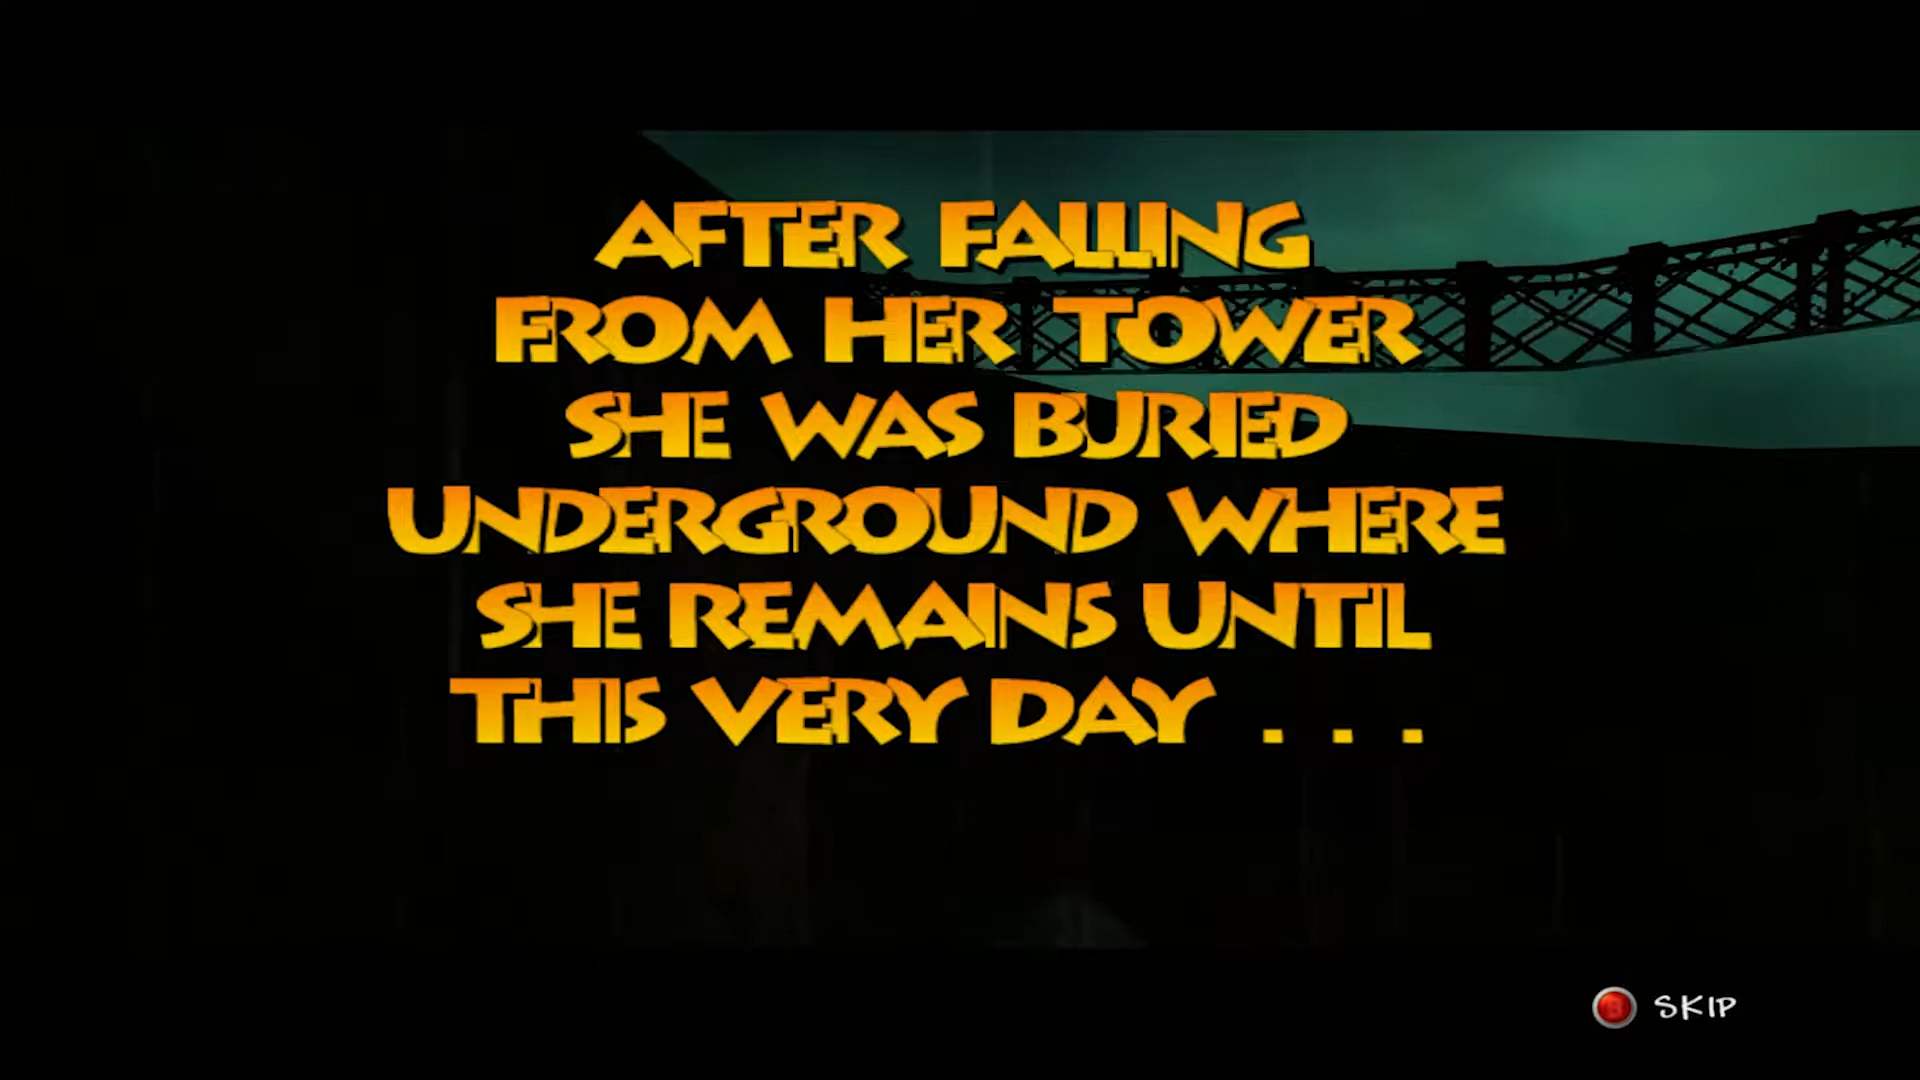 AFTER FALLING
FROM HER TOWER
SHE WAS BURIED
UNDERGROUND WHERE
SHE REMAINS UNTIL
THIS VERY DAY . . .
B SKIP